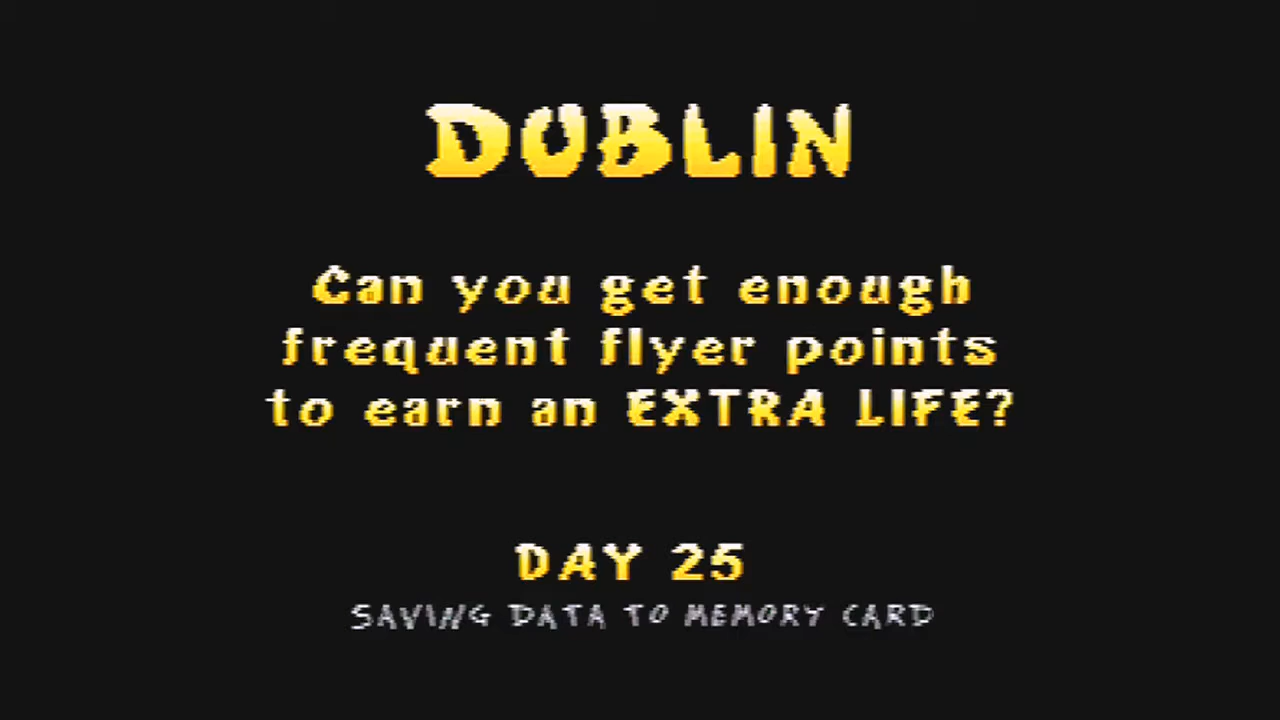 DUBLIN
Can you get enough
frequent flyer points
to earn an EXTRA LIFE?
DAY 25
SAVING DATA TO MEMORY CARD